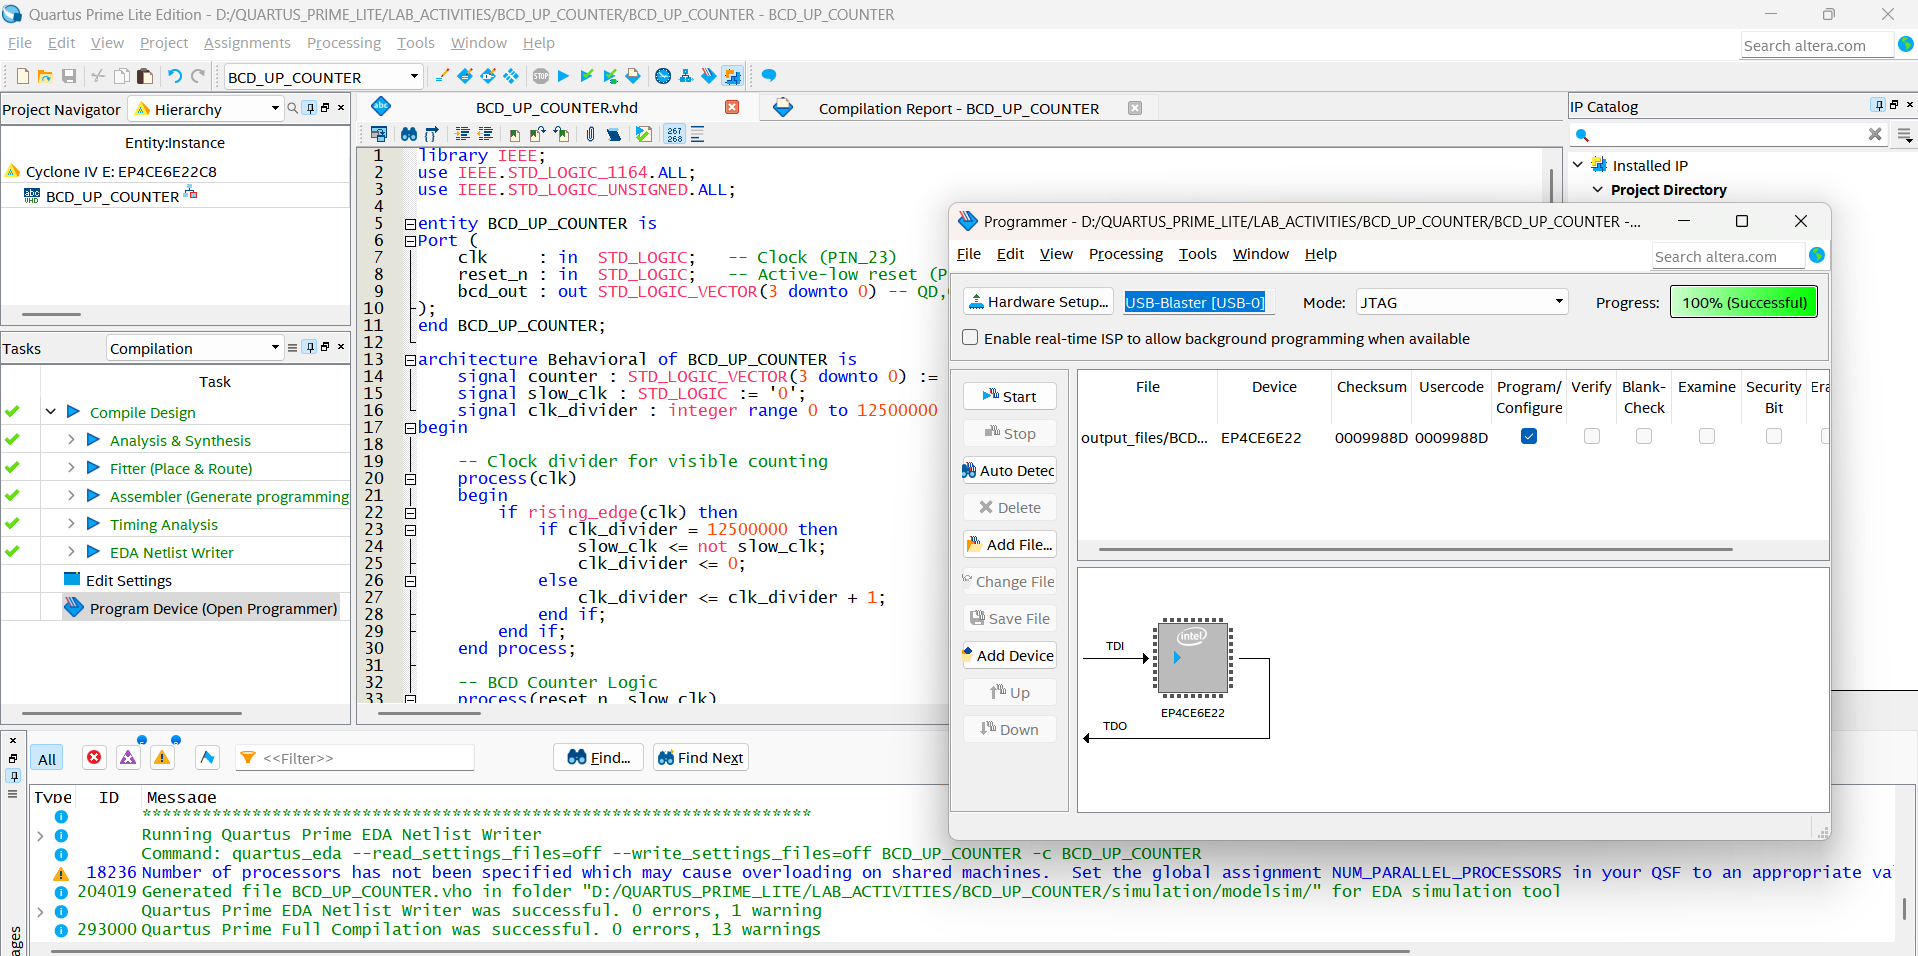 Quartus Prime Lite Edition - D:/QUARTUS_PRIME_LITE/LAB_ACTIVITIES/BCD_UP_COUNTER/BCD_UP_COUNTER - BCD_UP_COUNTER
File Edit View Project Assignments Processing Tools Window Help
Search altera.com
BCD_UP_COUNTER
Project Navigator
Hierarchy
Entity:Instance
Cyclone IV E: EP4CE6E22C8
BCD_UP_COUNTER
Tasks
Compilation
Task
Compile Design
Analysis & Synthesis
Fitter (Place & Route)
Assembler (Generate programming
Timing Analysis
EDA Netlist Writer
Edit Settings
Program Device (Open Programmer)
BCD_UP_COUNTER.vhd
Compilation Report - BCD_UP_COUNTER
267
268
1 library IEEE;
2 use IEEE.STD_LOGIC_1164.ALL;
3 use IEEE.STD_LOGIC_UNSIGNED.ALL;
4
5 entity BCD_UP_COUNTER is
6 Port (
7 clk : in STD_LOGIC; -- Clock (PIN_23)
8 reset_n : in STD_LOGIC; -- Active-low reset (P
9 bcd_out : out STD_LOGIC_VECTOR(3 downto 0) -- QD,
10 );
11 end BCD_UP_COUNTER;
12
13 architecture Behavioral of BCD_UP_COUNTER is
14 signal counter : STD_LOGIC_VECTOR(3 downto 0) :=
15 signal slow_clk : STD_LOGIC := '0';
16 signal clk_divider : integer range 0 to 12500000
17 begin
18
19 -- Clock divider for visible counting
20 process(clk)
21 begin
22 if rising_edge(clk) then
23 if clk_divider = 12500000 then
24 slow_clk <= not slow_clk;
25 clk_divider <= 0;
26 else
27 clk_divider <= clk_divider + 1;
28 end if;
29 end if;
30 end process;
31
32 -- BCD Counter Logic
33 process(reset_n, slow_clk)
IP Catalog
Installed IP
Project Directory
Programmer - D:/QUARTUS_PRIME_LITE/LAB_ACTIVITIES/BCD_UP_COUNTER/BCD_UP_COUNTER -...
File Edit View Processing Tools Window Help
Search altera.com
Hardware Setup...
USB-Blaster [USB-0]
Mode:
JTAG
Progress:
100% (Successful)
Enable real-time ISP to allow background programming when available
Start
Stop
Auto Detec
Delete
Add File...
Change File
Save File
Add Device
Up
Down
File Device Checksum Usercode Program/ Verify Blank- Examine Security Era
Configure Check Bit
output_files/BCD... EP4CE6E22 0009988D 0009988D
TDI
intel
EP4CE6E22
TDO
All
<<Filter>>
Find...
Find Next
Type ID Message
********************************************************************
Running Quartus Prime EDA Netlist Writer
Command: quartus_eda --read_settings_files=off --write_settings_files=off BCD_UP_COUNTER -c BCD_UP_COUNTER
18236 Number of processors has not been specified which may cause overloading on shared machines. Set the global assignment NUM_PARALLEL_PROCESSORS in your QSF to an appropriate va
204019 Generated file BCD_UP_COUNTER.vho in folder "D:/QUARTUS_PRIME_LITE/LAB_ACTIVITIES/BCD_UP_COUNTER/simulation/modelsim/" for EDA simulation tool
Quartus Prime EDA Netlist Writer was successful. 0 errors, 1 warning
293000 Quartus Prime Full Compilation was successful. 0 errors, 13 warnings
ages